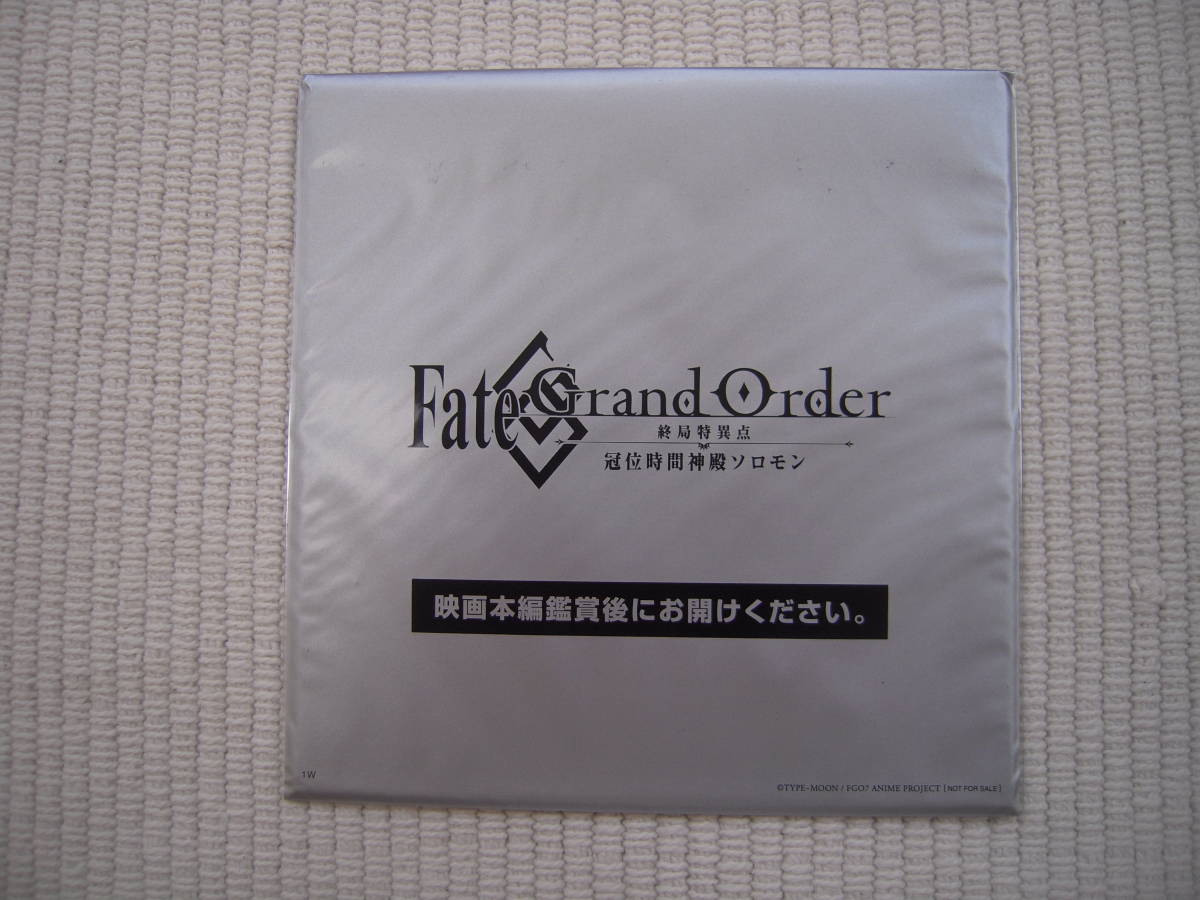 Fate Grand Order
終局特異点
冠位時間神殿ソロモン
映画本編鑑賞後にお開けください。
1W
©TYPE-MOON / FGO7 ANIME PROJECT [NOT FOR SALE]